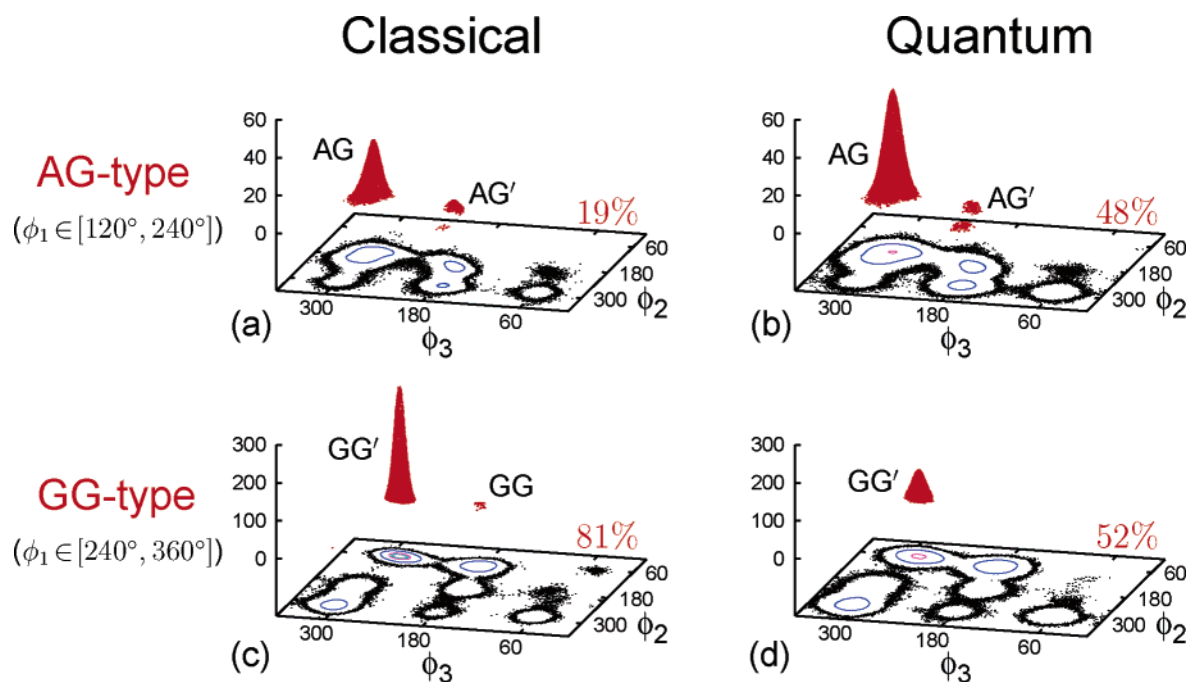 Classical Quantum
AG-type
(ϕ₁ ∈ [120°, 240°])
60
40
20
0
AG
AG′
19%
60
180
300
ϕ₂
300
180
60
ϕ₃
(a)
60
40
20
0
AG
AG′
48%
60
180
300
ϕ₂
300
180
60
ϕ₃
(b)
GG-type
(ϕ₁ ∈ [240°, 360°])
300
200
100
0
GG′
GG
81%
60
180
300
ϕ₂
300
180
60
ϕ₃
(c)
300
200
100
0
GG′
52%
60
180
300
ϕ₂
300
180
60
ϕ₃
(d)